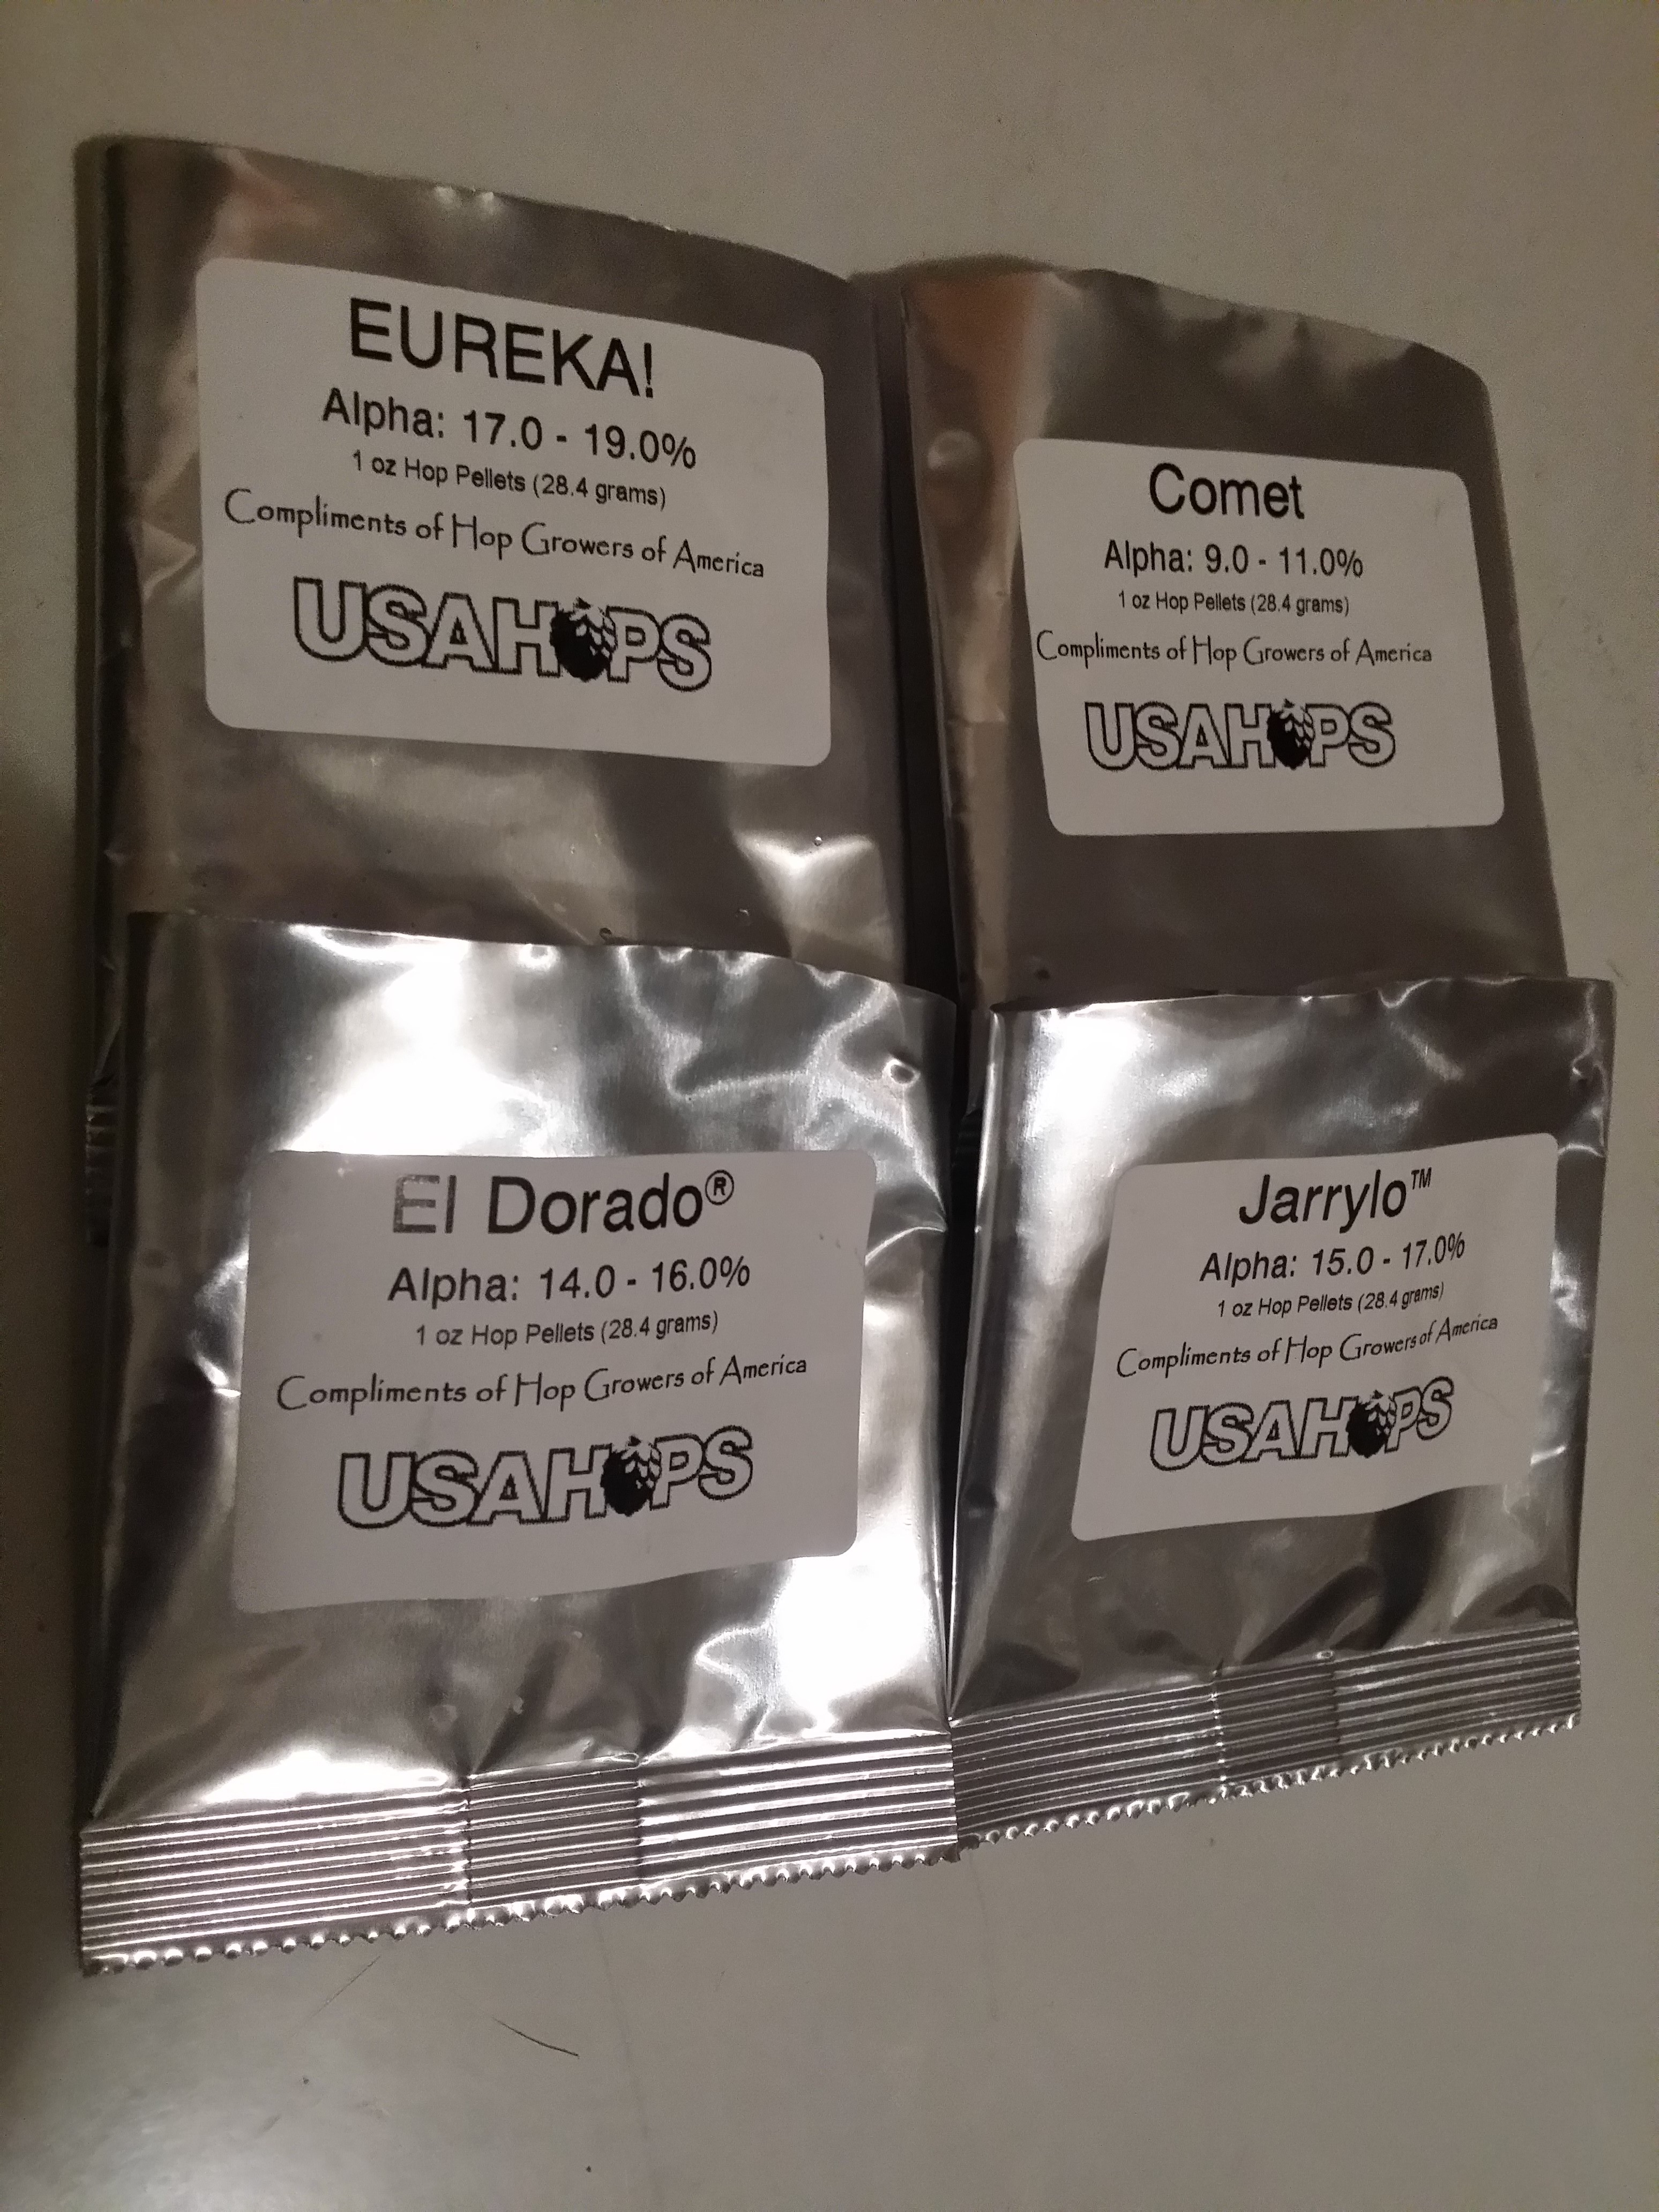 EUREKA!
Alpha: 17.0 - 19.0%
1 oz Hop Pellets (28.4 grams)
Compliments of Hop Growers of America
USAHOPS
Comet
Alpha: 9.0 - 11.0%
1 oz Hop Pellets (28.4 grams)
Compliments of Hop Growers of America
USAHOPS
El Dorado®
Alpha: 14.0 - 16.0%
1 oz Hop Pellets (28.4 grams)
Compliments of Hop Growers of America
USAHOPS
Jarrylo™
Alpha: 15.0 - 17.0%
1 oz Hop Pellets (28.4 grams)
Compliments of Hop Growers of America
USAHOPS